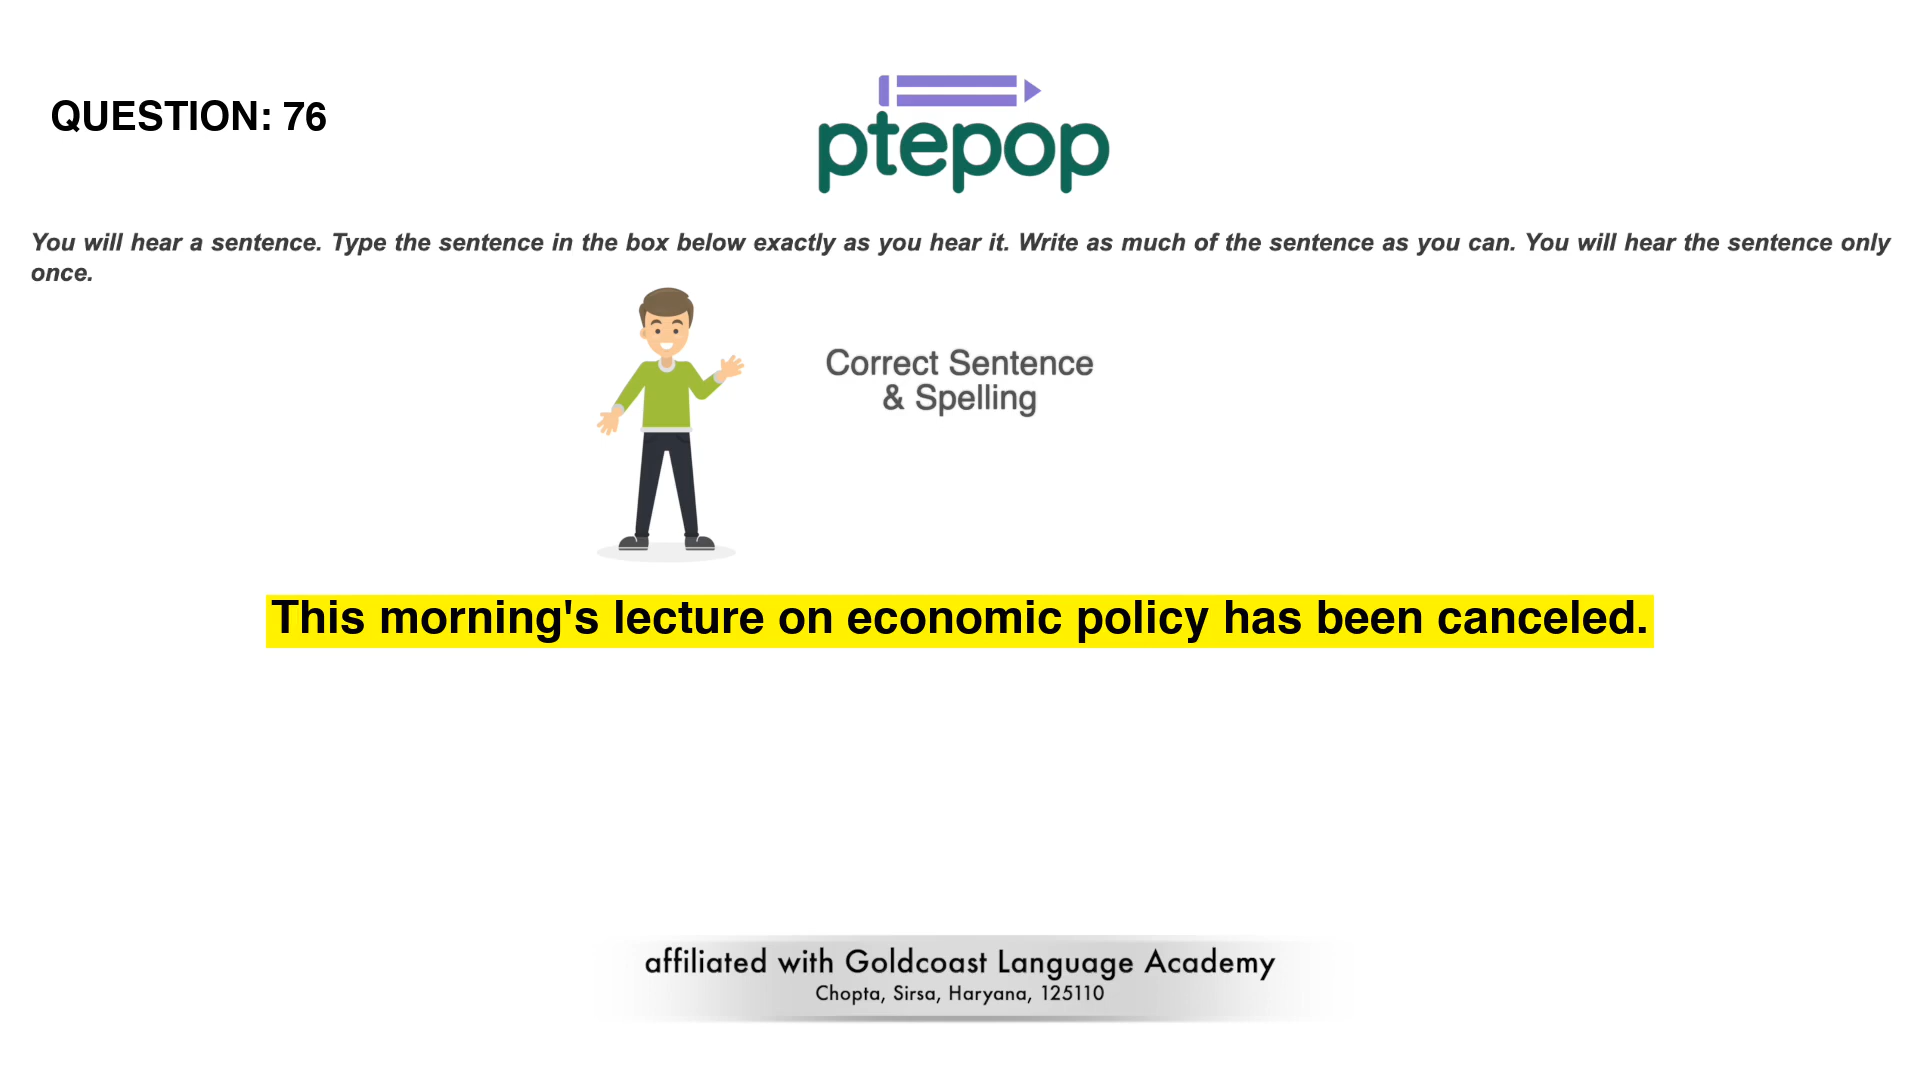 QUESTION: 76
ptepop
You will hear a sentence. Type the sentence in the box below exactly as you hear it. Write as much of the sentence as you can. You will hear the sentence only
once.
Correct Sentence
& Spelling
This morning's lecture on economic policy has been canceled.
affiliated with Goldcoast Language Academy
Chopta, Sirsa, Haryana, 125110